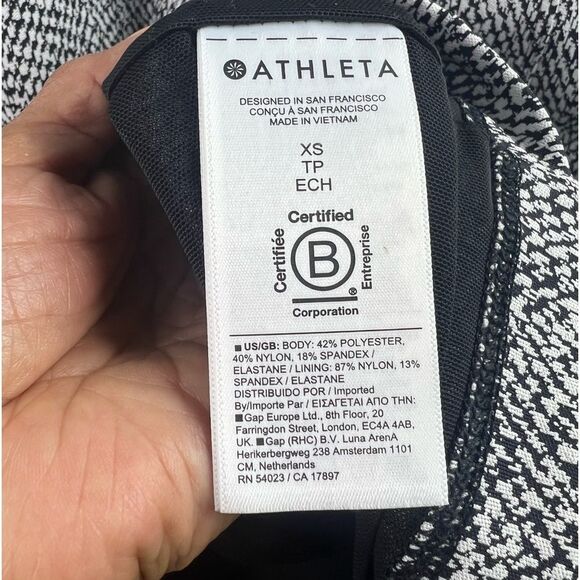 ATHLETA
DESIGNED IN SAN FRANCISCO
CONÇU À SAN FRANCISCO
MADE IN VIETNAM
XS
TP
ECH
Certified
Certifiée
B
Entreprise
®
Corporation
■ US/GB: BODY: 42% POLYESTER,
40% NYLON, 18% SPANDEX /
ELASTANE / LINING: 87% NYLON, 13%
SPANDEX / ELASTANE
DISTRIBUIDO POR / Imported
By/Importe Par / ΕΙΣΑΓΕΤΑΙ ΑΠΟ ΤΗΝ:
■Gap Europe Ltd., 8th Floor, 20
Farringdon Street, London, EC4A 4AB,
UK. ■Gap (RHC) B.V. Luna ArenA
Herikerbergweg 238 Amsterdam 1101
CM, Netherlands
RN 54023 / CA 17897